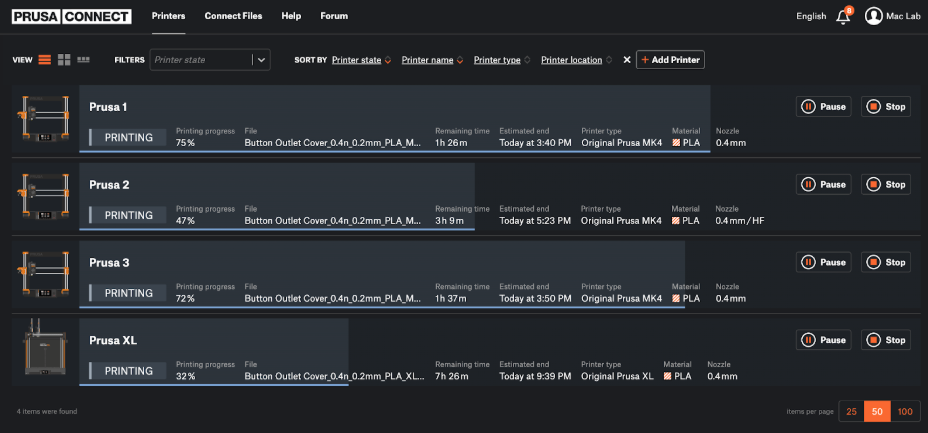 PRUSA CONNECT Printers Connect Files Help Forum English 8 Mac Lab
VIEW FILTERS Printer state SORT BY Printer state Printer name Printer type Printer location × + Add Printer
Prusa 1 Pause Stop
Printing progress File Remaining time Estimated end Printer type Material Nozzle
PRINTING 75% Button Outlet Cover_0.4n_0.2mm_PLA_M... 1h 26m Today at 3:40 PM Original Prusa MK4 PLA 0.4mm
Prusa 2 Pause Stop
Printing progress File Remaining time Estimated end Printer type Material Nozzle
PRINTING 47% Button Outlet Cover_0.4n_0.2mm_PLA_M... 3h 9m Today at 5:23 PM Original Prusa MK4 PLA 0.4mm/HF
Prusa 3 Pause Stop
Printing progress File Remaining time Estimated end Printer type Material Nozzle
PRINTING 72% Button Outlet Cover_0.4n_0.2mm_PLA_M... 1h 37m Today at 3:50 PM Original Prusa MK4 PLA 0.4mm
Prusa XL Pause Stop
Printing progress File Remaining time Estimated end Printer type Material Nozzle
PRINTING 32% Button Outlet Cover_0.4n_0.2mm_PLA_XL... 7h 26m Today at 9:39 PM Original Prusa XL PLA 0.4mm
4 items were found items per page 25 50 100